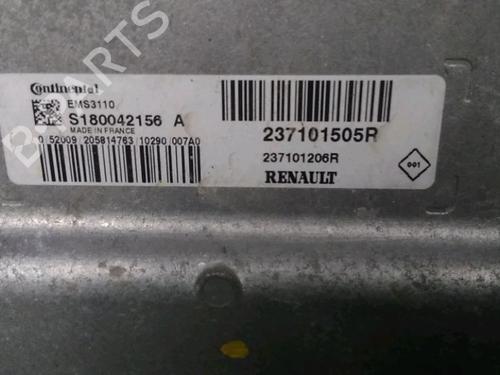 Continental
EMS3110
S180042156 A
MADE IN FRANCE
0 52009 205814763 10290 007A0
237101505R
237101206R
RENAULT
001
B-PARTS